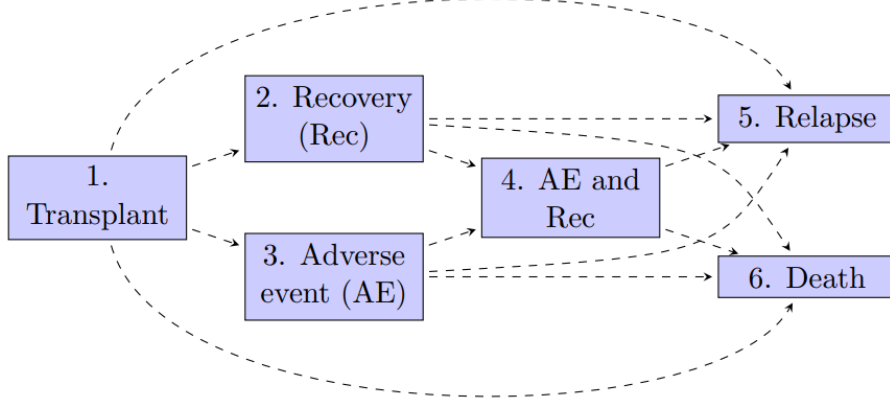 1.
Transplant
2. Recovery
(Rec)
3. Adverse
event (AE)
4. AE and
Rec
5. Relapse
6. Death